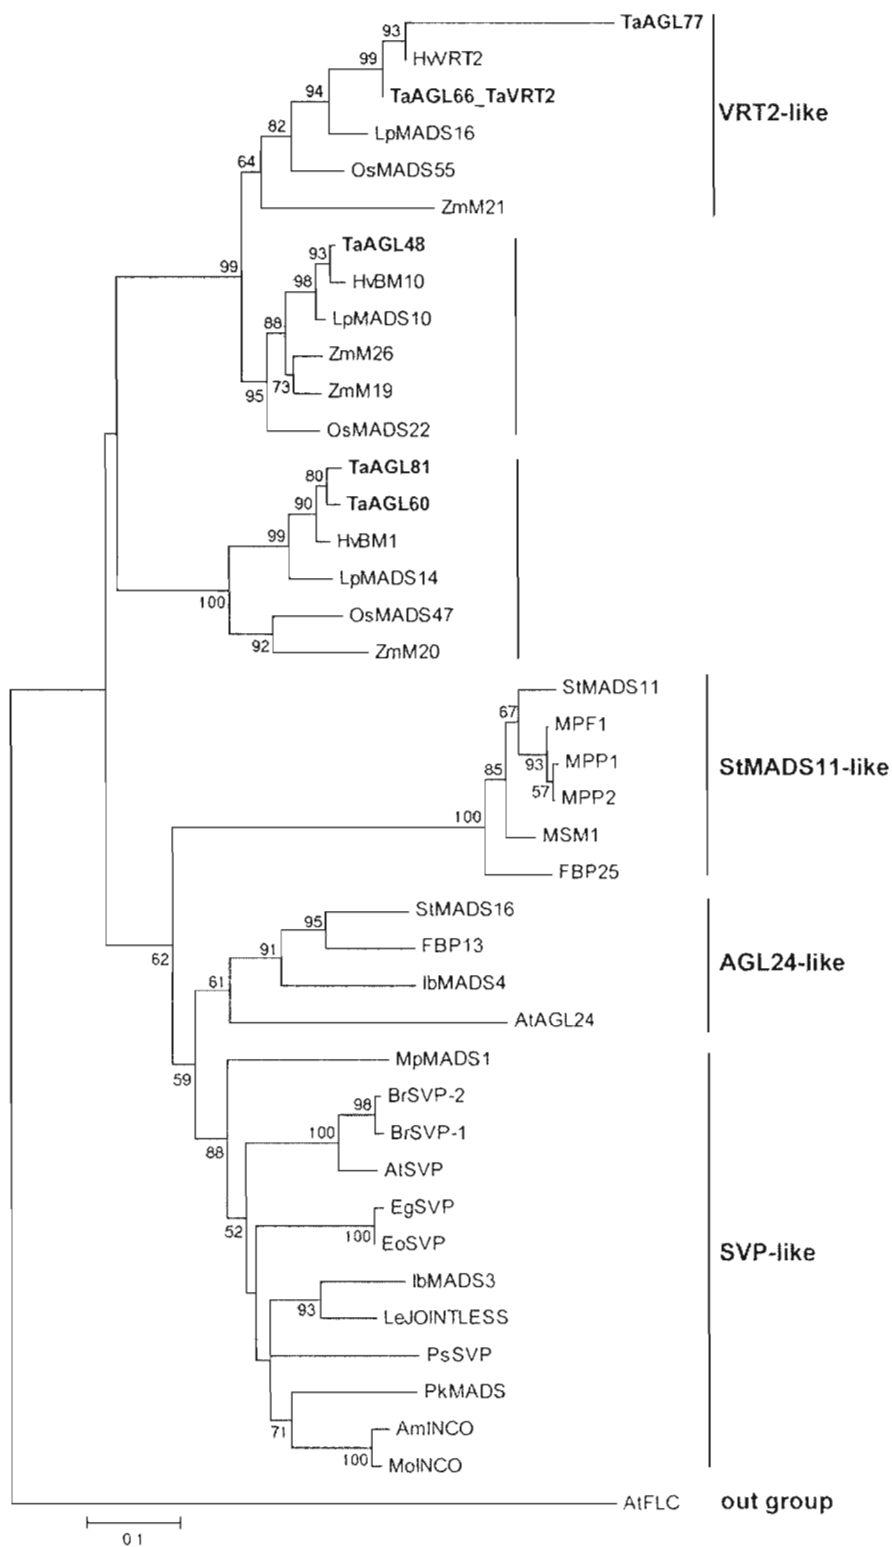 93
TaAGL77
HvVRT2
99
TaAGL66_TaVRT2
94
VRT2-like
LpMADS16
82
OsMADS55
64
ZmM21
TaAGL48
93
99
HvBM10
98
LpMADS10
88
ZmM26
73
ZmM19
95
OsMADS22
TaAGL81
80
TaAGL60
90
HvBM1
99
LpMADS14
100
OsMADS47
92
ZmM20
StMADS11
67
MPF1
93
MPP1
StMADS11-like
85
57
MPP2
100
MSM1
FBP25
StMADS16
95
FBP13
91
62
AGL24-like
61
IbMADS4
AtAGL24
MpMADS1
59
BrSVP-2
98
100
BrSVP-1
88
AtSVP
EgSVP
52
100
EoSVP
SVP-like
IbMADS3
93
LeJOINTLESS
PsSVP
PkMADS
71
AmINCO
100
MoINCO
AtFLC
out group
0 1